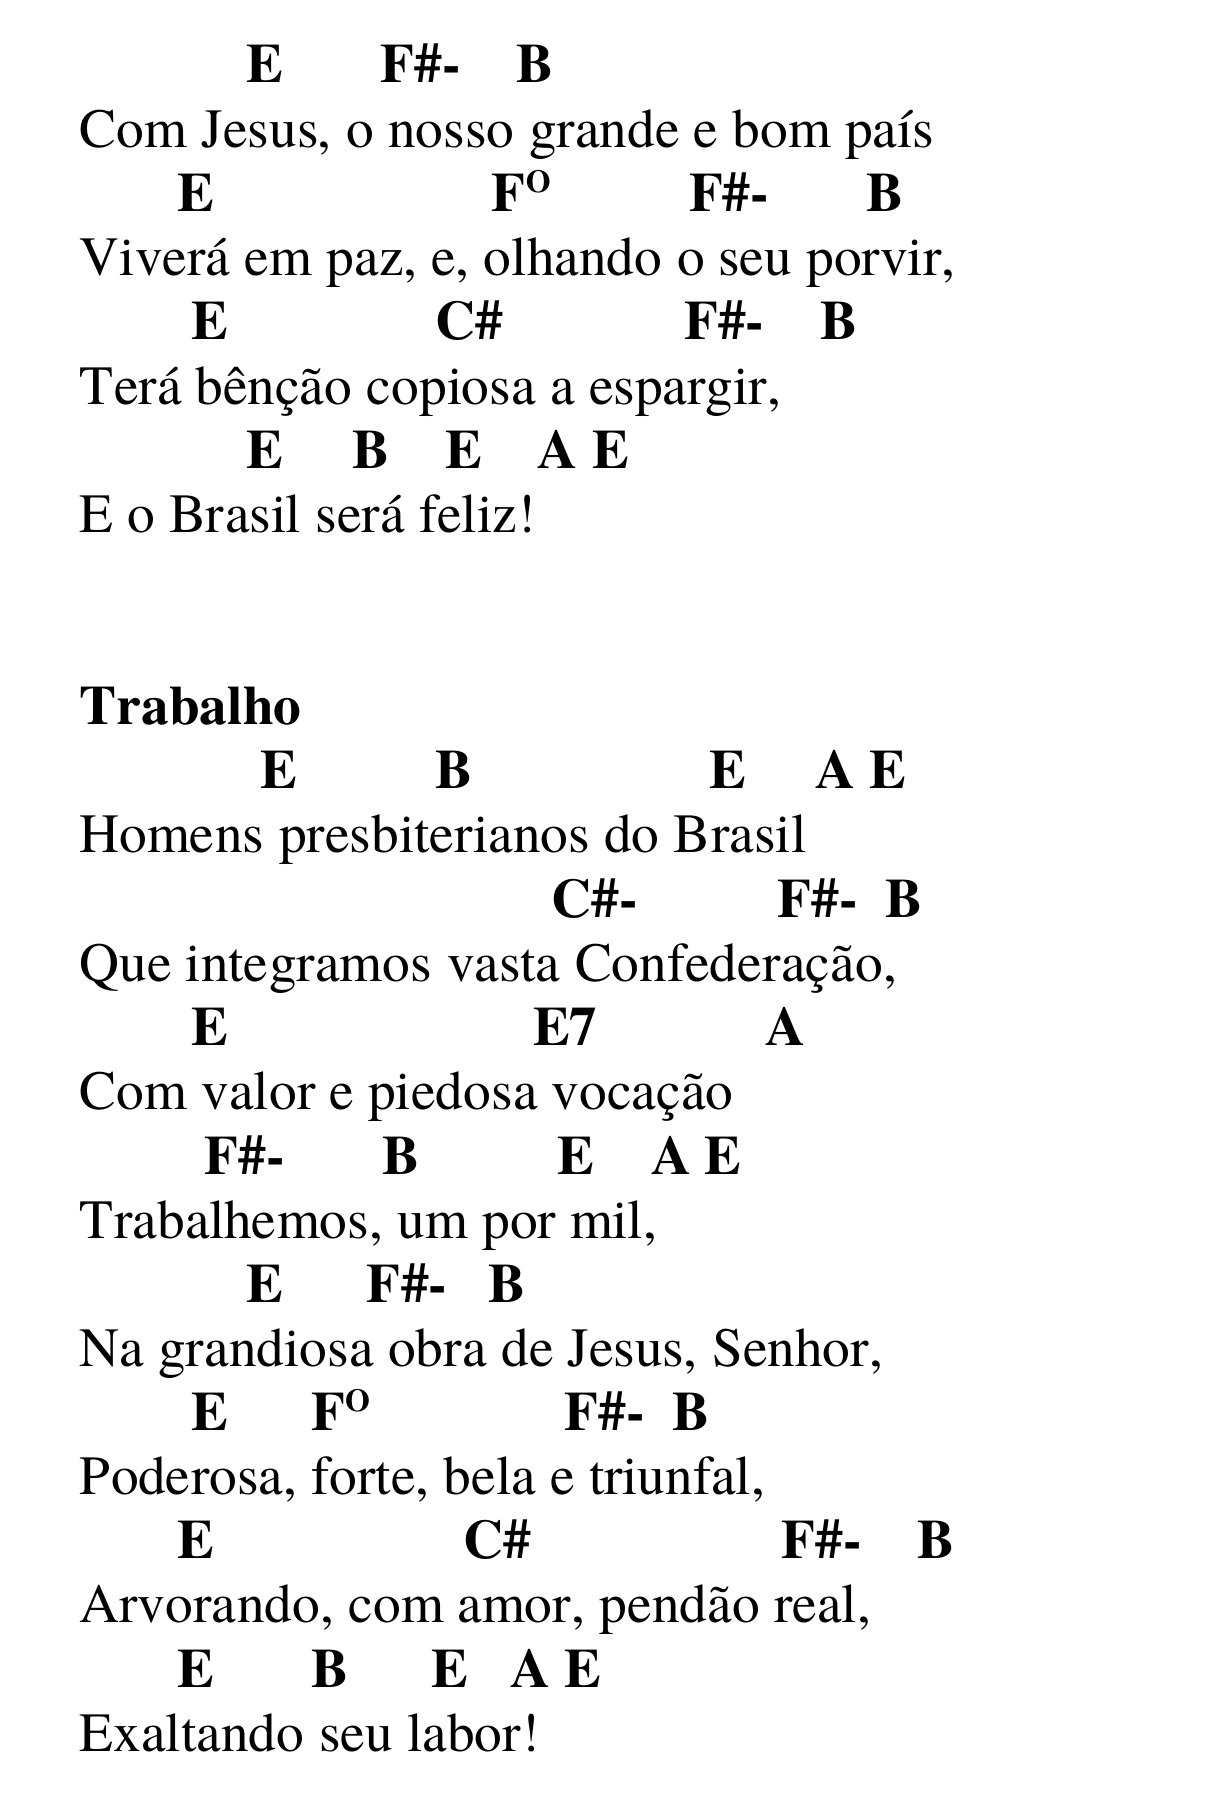 E F#- B
Com Jesus, o nosso grande e bom país
E Fº F#- B
Viverá em paz, e, olhando o seu porvir,
E C# F#- B
Terá bênção copiosa a espargir,
E B E A E
E o Brasil será feliz!
Trabalho
E B E A E
Homens presbiterianos do Brasil
C#- F#- B
Que integramos vasta Confederação,
E E7 A
Com valor e piedosa vocação
F#- B E A E
Trabalhemos, um por mil,
E F#- B
Na grandiosa obra de Jesus, Senhor,
E Fº F#- B
Poderosa, forte, bela e triunfal,
E C# F#- B
Arvorando, com amor, pendão real,
E B E A E
Exaltando seu labor!